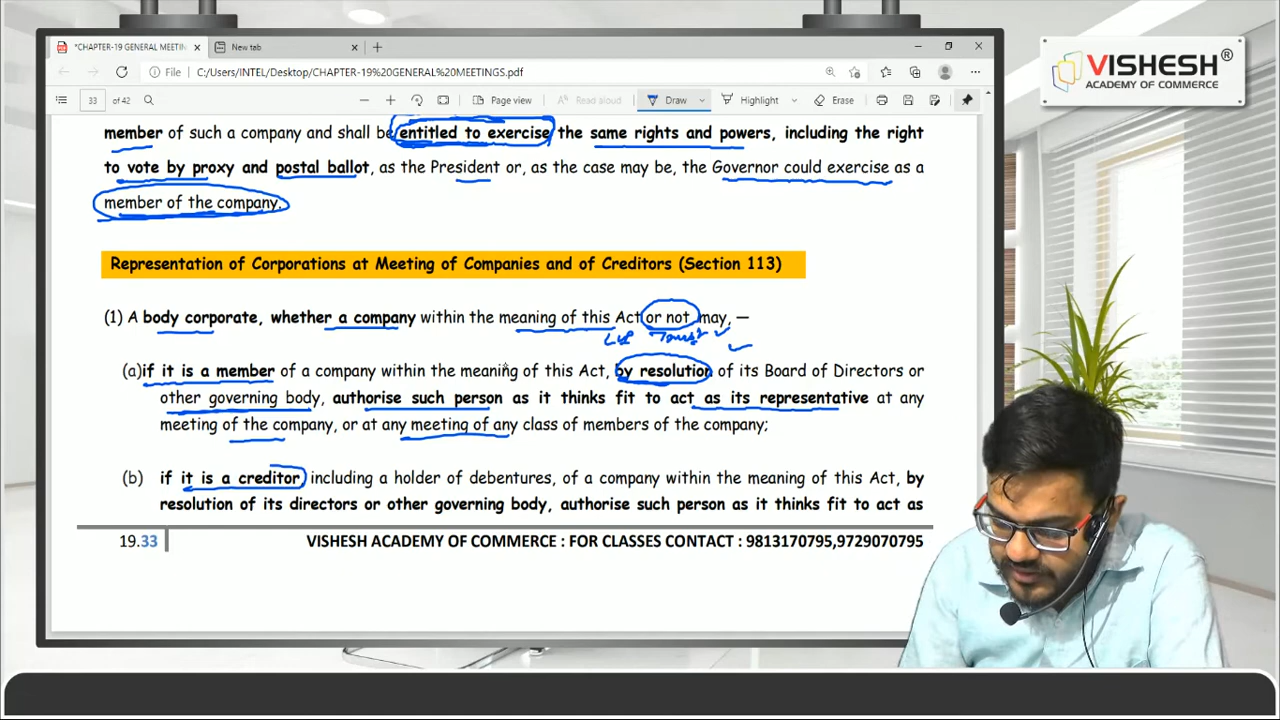 *CHAPTER-19 GENERAL MEETIN
New tab
File
C:/Users/INTEL/Desktop/CHAPTER-19%20GENERAL%20MEETINGS.pdf
33 of 42
Page view
Read aloud
Draw
Highlight
Erase
VISHESH®
ACADEMY OF COMMERCE
member of such a company and shall be entitled to exercise the same rights and powers, including the right
to vote by proxy and postal ballot, as the President or, as the case may be, the Governor could exercise as a
member of the company.
Representation of Corporations at Meeting of Companies and of Creditors (Section 113)
(1) A body corporate, whether a company within the meaning of this Act or not may, —
(a)if it is a member of a company within the meaning of this Act, by resolution of its Board of Directors or
other governing body, authorise such person as it thinks fit to act as its representative at any
meeting of the company, or at any meeting of any class of members of the company;
(b) if it is a creditor including a holder of debentures, of a company within the meaning of this Act, by
resolution of its directors or other governing body, authorise such person as it thinks fit to act as
19.33 VISHESH ACADEMY OF COMMERCE : FOR CLASSES CONTACT : 9813170795,9729070795